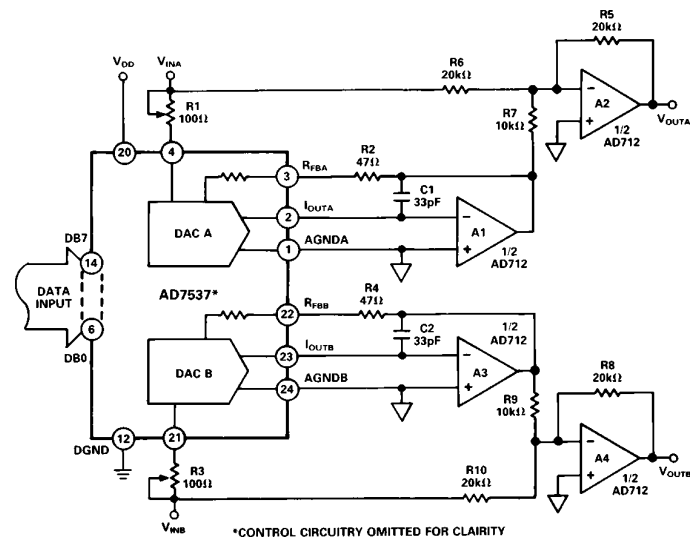 R5
20kΩ
VDD
VINA
R6
20kΩ
R1
100Ω
R7
10kΩ
A2
VOUTA
1/2
AD712
20
4
R2
47Ω
3
RFBA
C1
33pF
DAC A
2
IOUTA
A1
1
AGNDA
1/2
AD712
DB7
14
DATA
INPUT
AD7537*
6
DB0
R4
47Ω
22
RFBB
C2
33pF
1/2
AD712
DAC B
23
IOUTB
A3
24
AGNDB
R9
10kΩ
R8
20kΩ
DGND
12
21
R3
100Ω
R10
20kΩ
A4
VOUTB
1/2
AD712
VINB
*CONTROL CIRCUITRY OMITTED FOR CLAIRITY